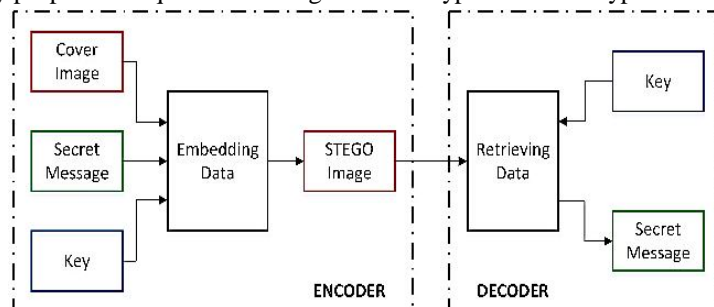 Cover
Image
Secret
Message
Key
Embedding
Data
STEGO
Image
ENCODER
Retrieving
Data
Key
Secret
Message
DECODER